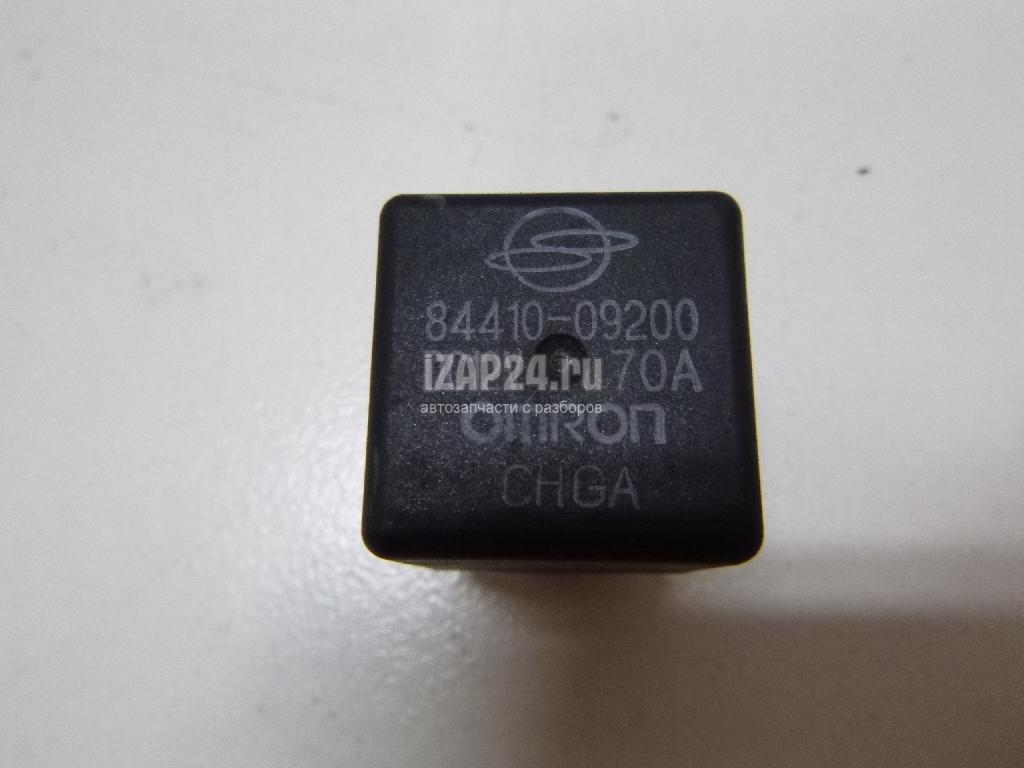 84410-09200
70A
iZAP24.ru
автозапчасти с разборов
omron
CHGA